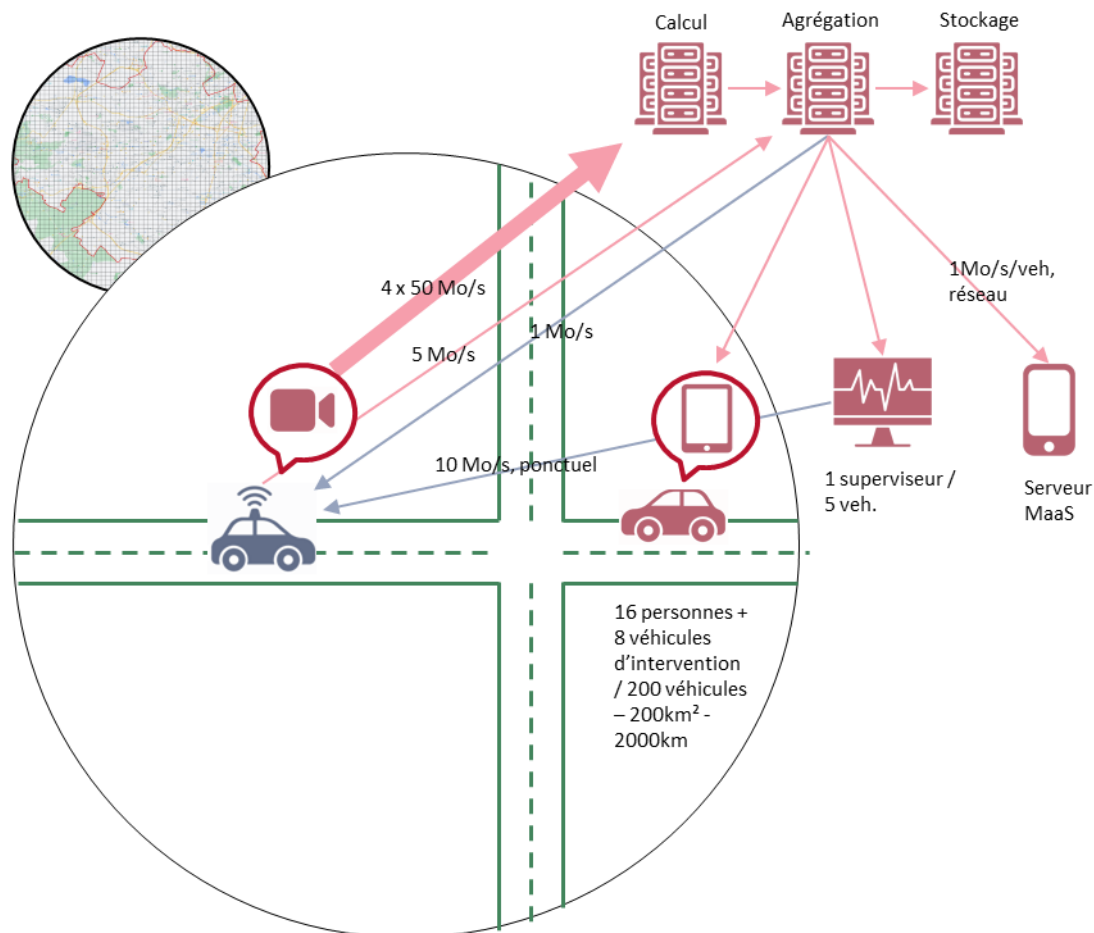 Calcul
Agrégation
Stockage
4 x 50 Mo/s
5 Mo/s
1 Mo/s
1Mo/s/veh,
réseau
10 Mo/s, ponctuel
1 superviseur /
5 veh.
Serveur
MaaS
16 personnes +
8 véhicules
d’intervention
/ 200 véhicules
– 200km² -
2000km